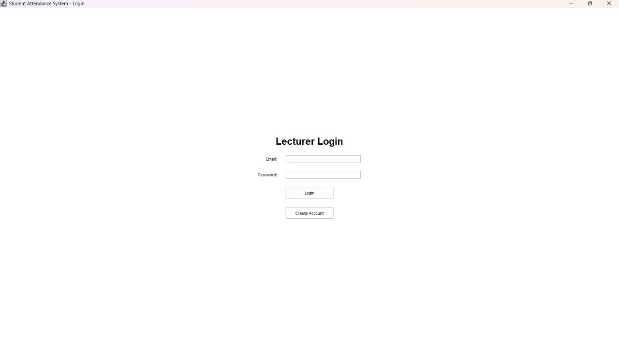 Student Attendance System - Login
Lecturer Login
Email:
Password:
Login
Create Account